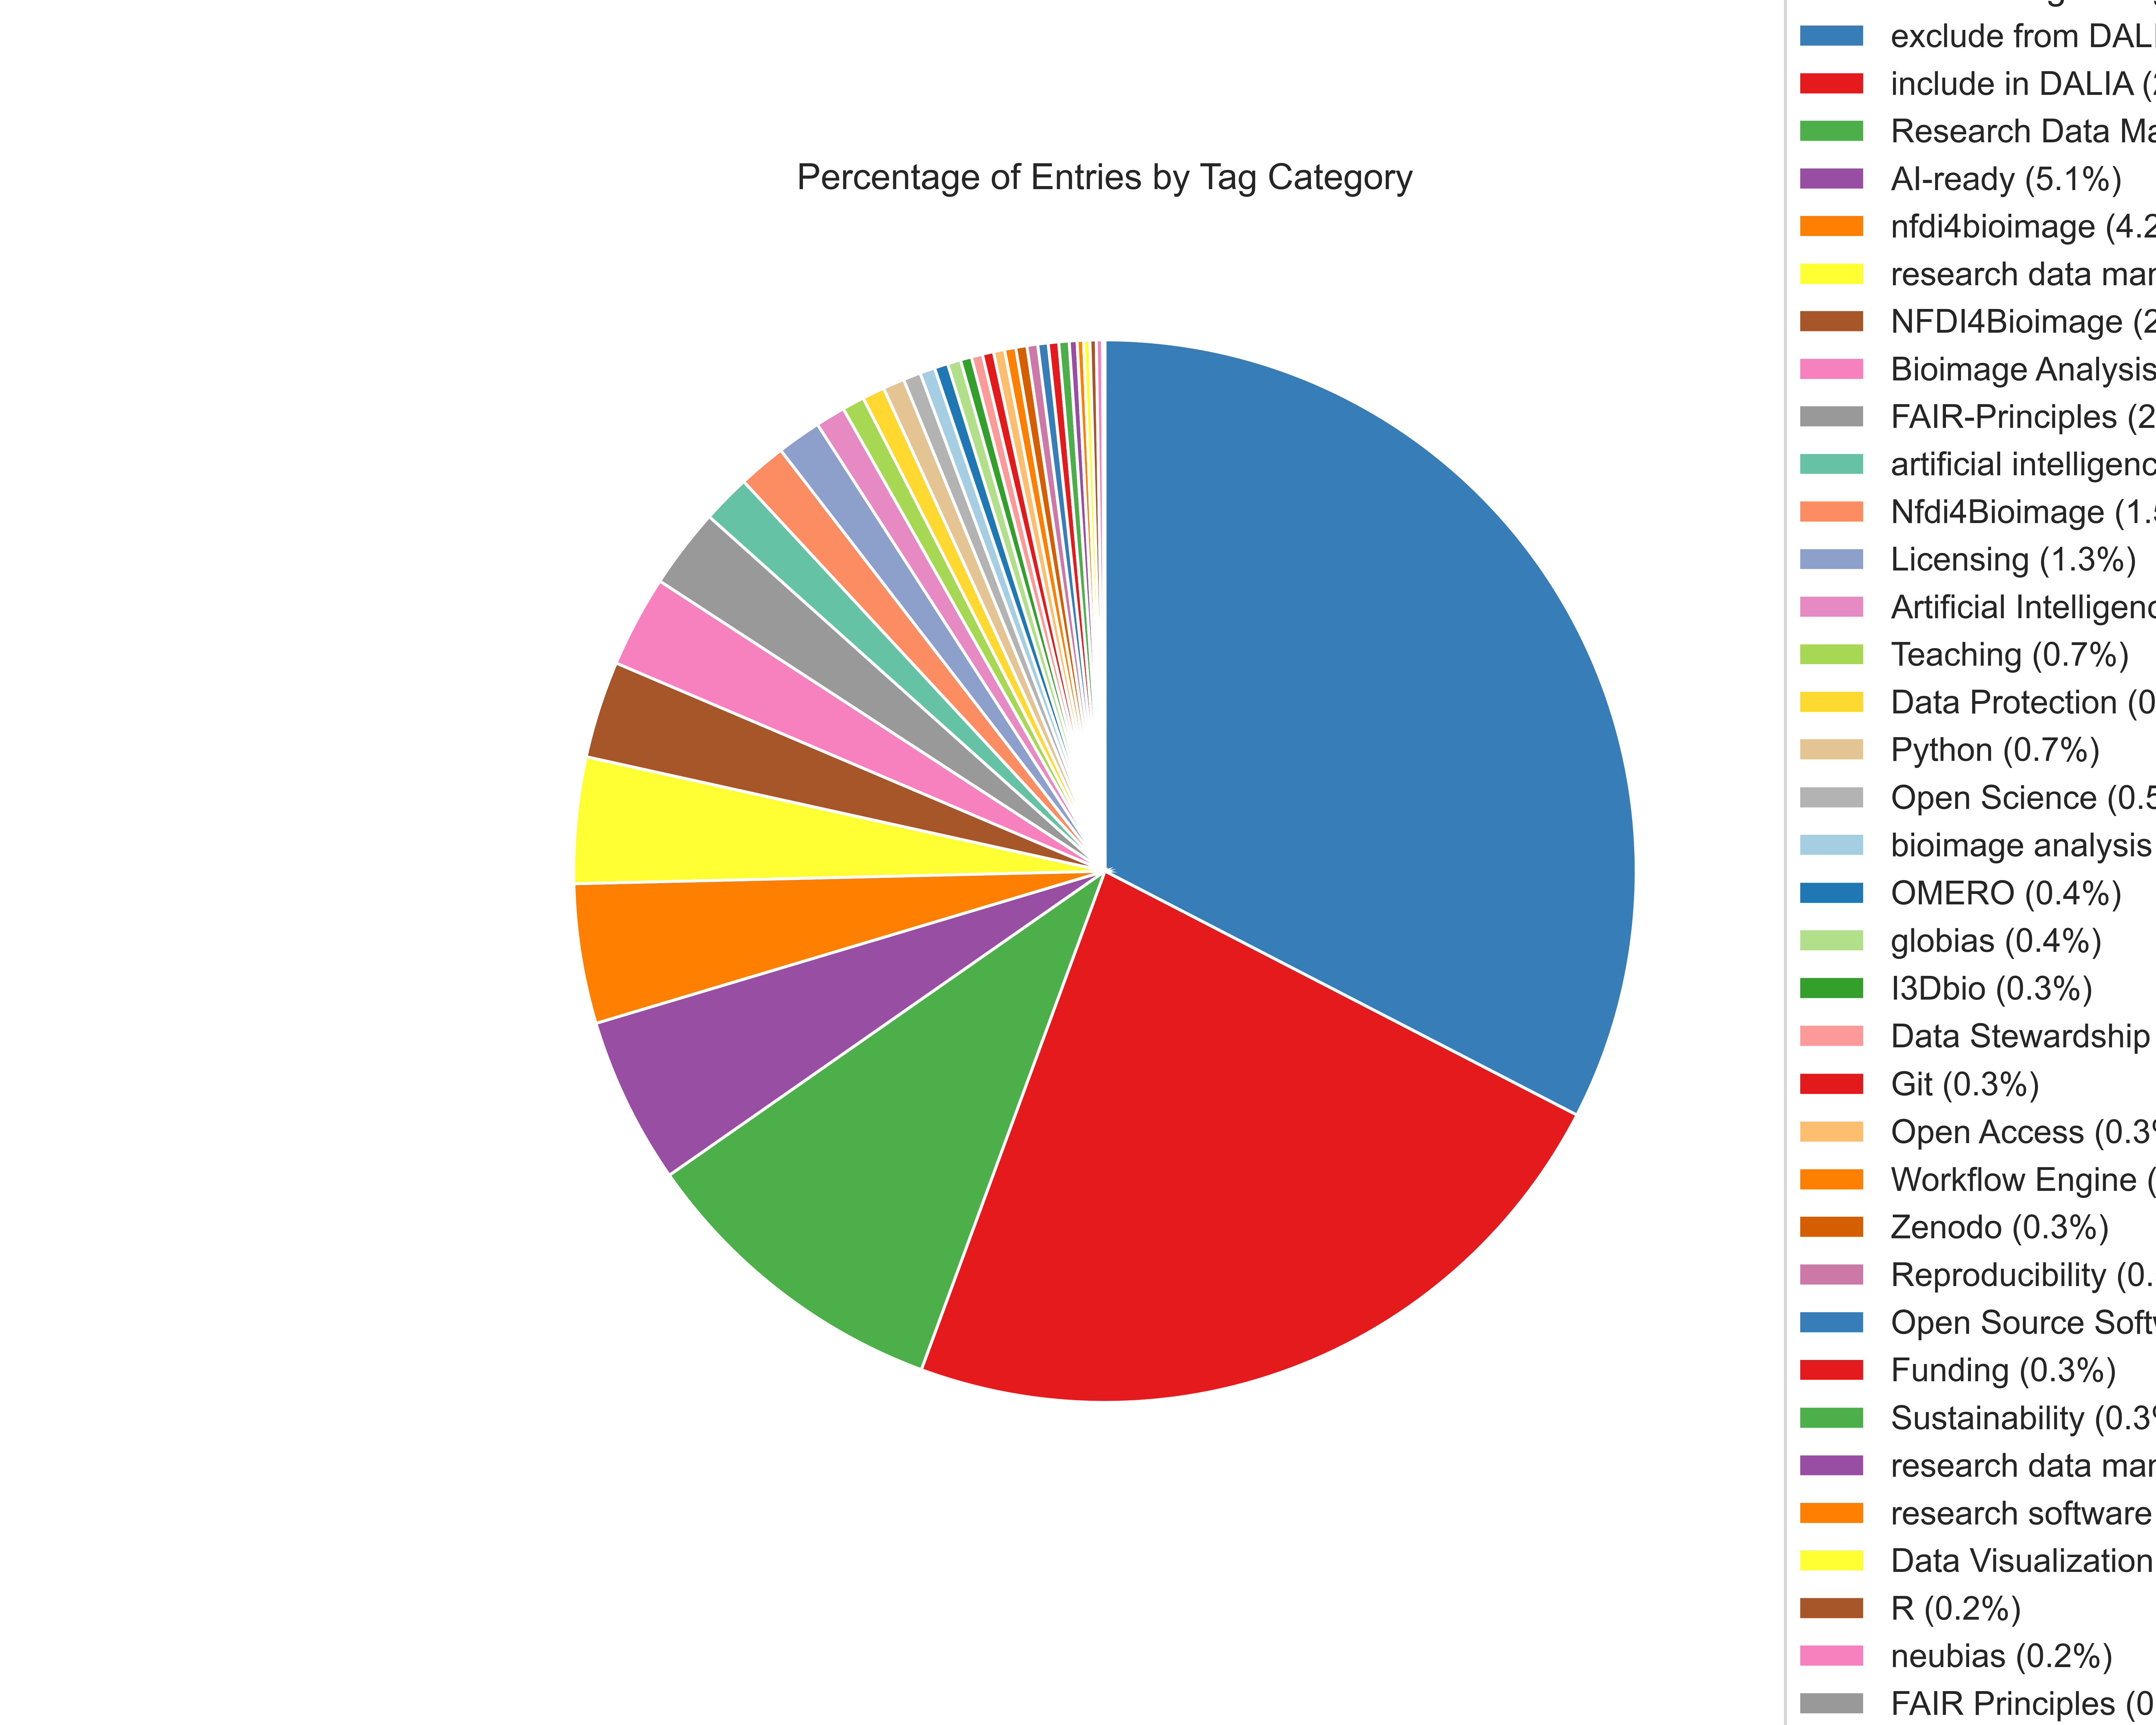 Percentage of Entries by Tag Category
exclude from DALI
include in DALIA (
Research Data Ma
AI-ready (5.1%)
nfdi4bioimage (4.2
research data man
NFDI4Bioimage (2
Bioimage Analysis
FAIR-Principles (2
artificial intelligenc
Nfdi4Bioimage (1.5
Licensing (1.3%)
Artificial Intelligenc
Teaching (0.7%)
Data Protection (0
Python (0.7%)
Open Science (0.5
bioimage analysis
OMERO (0.4%)
globias (0.4%)
I3Dbio (0.3%)
Data Stewardship
Git (0.3%)
Open Access (0.3%
Workflow Engine (
Zenodo (0.3%)
Reproducibility (0.
Open Source Softw
Funding (0.3%)
Sustainability (0.3%
research data man
research software
Data Visualization
R (0.2%)
neubias (0.2%)
FAIR Principles (0